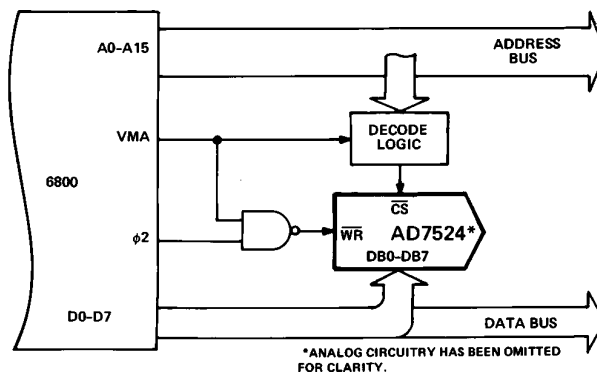 A0–A15
ADDRESS
BUS
VMA
DECODE
LOGIC
6800
CS
AD7524*
WR
φ2
DB0–DB7
D0–D7
DATA BUS
*ANALOG CIRCUITRY HAS BEEN OMITTED
FOR CLARITY.